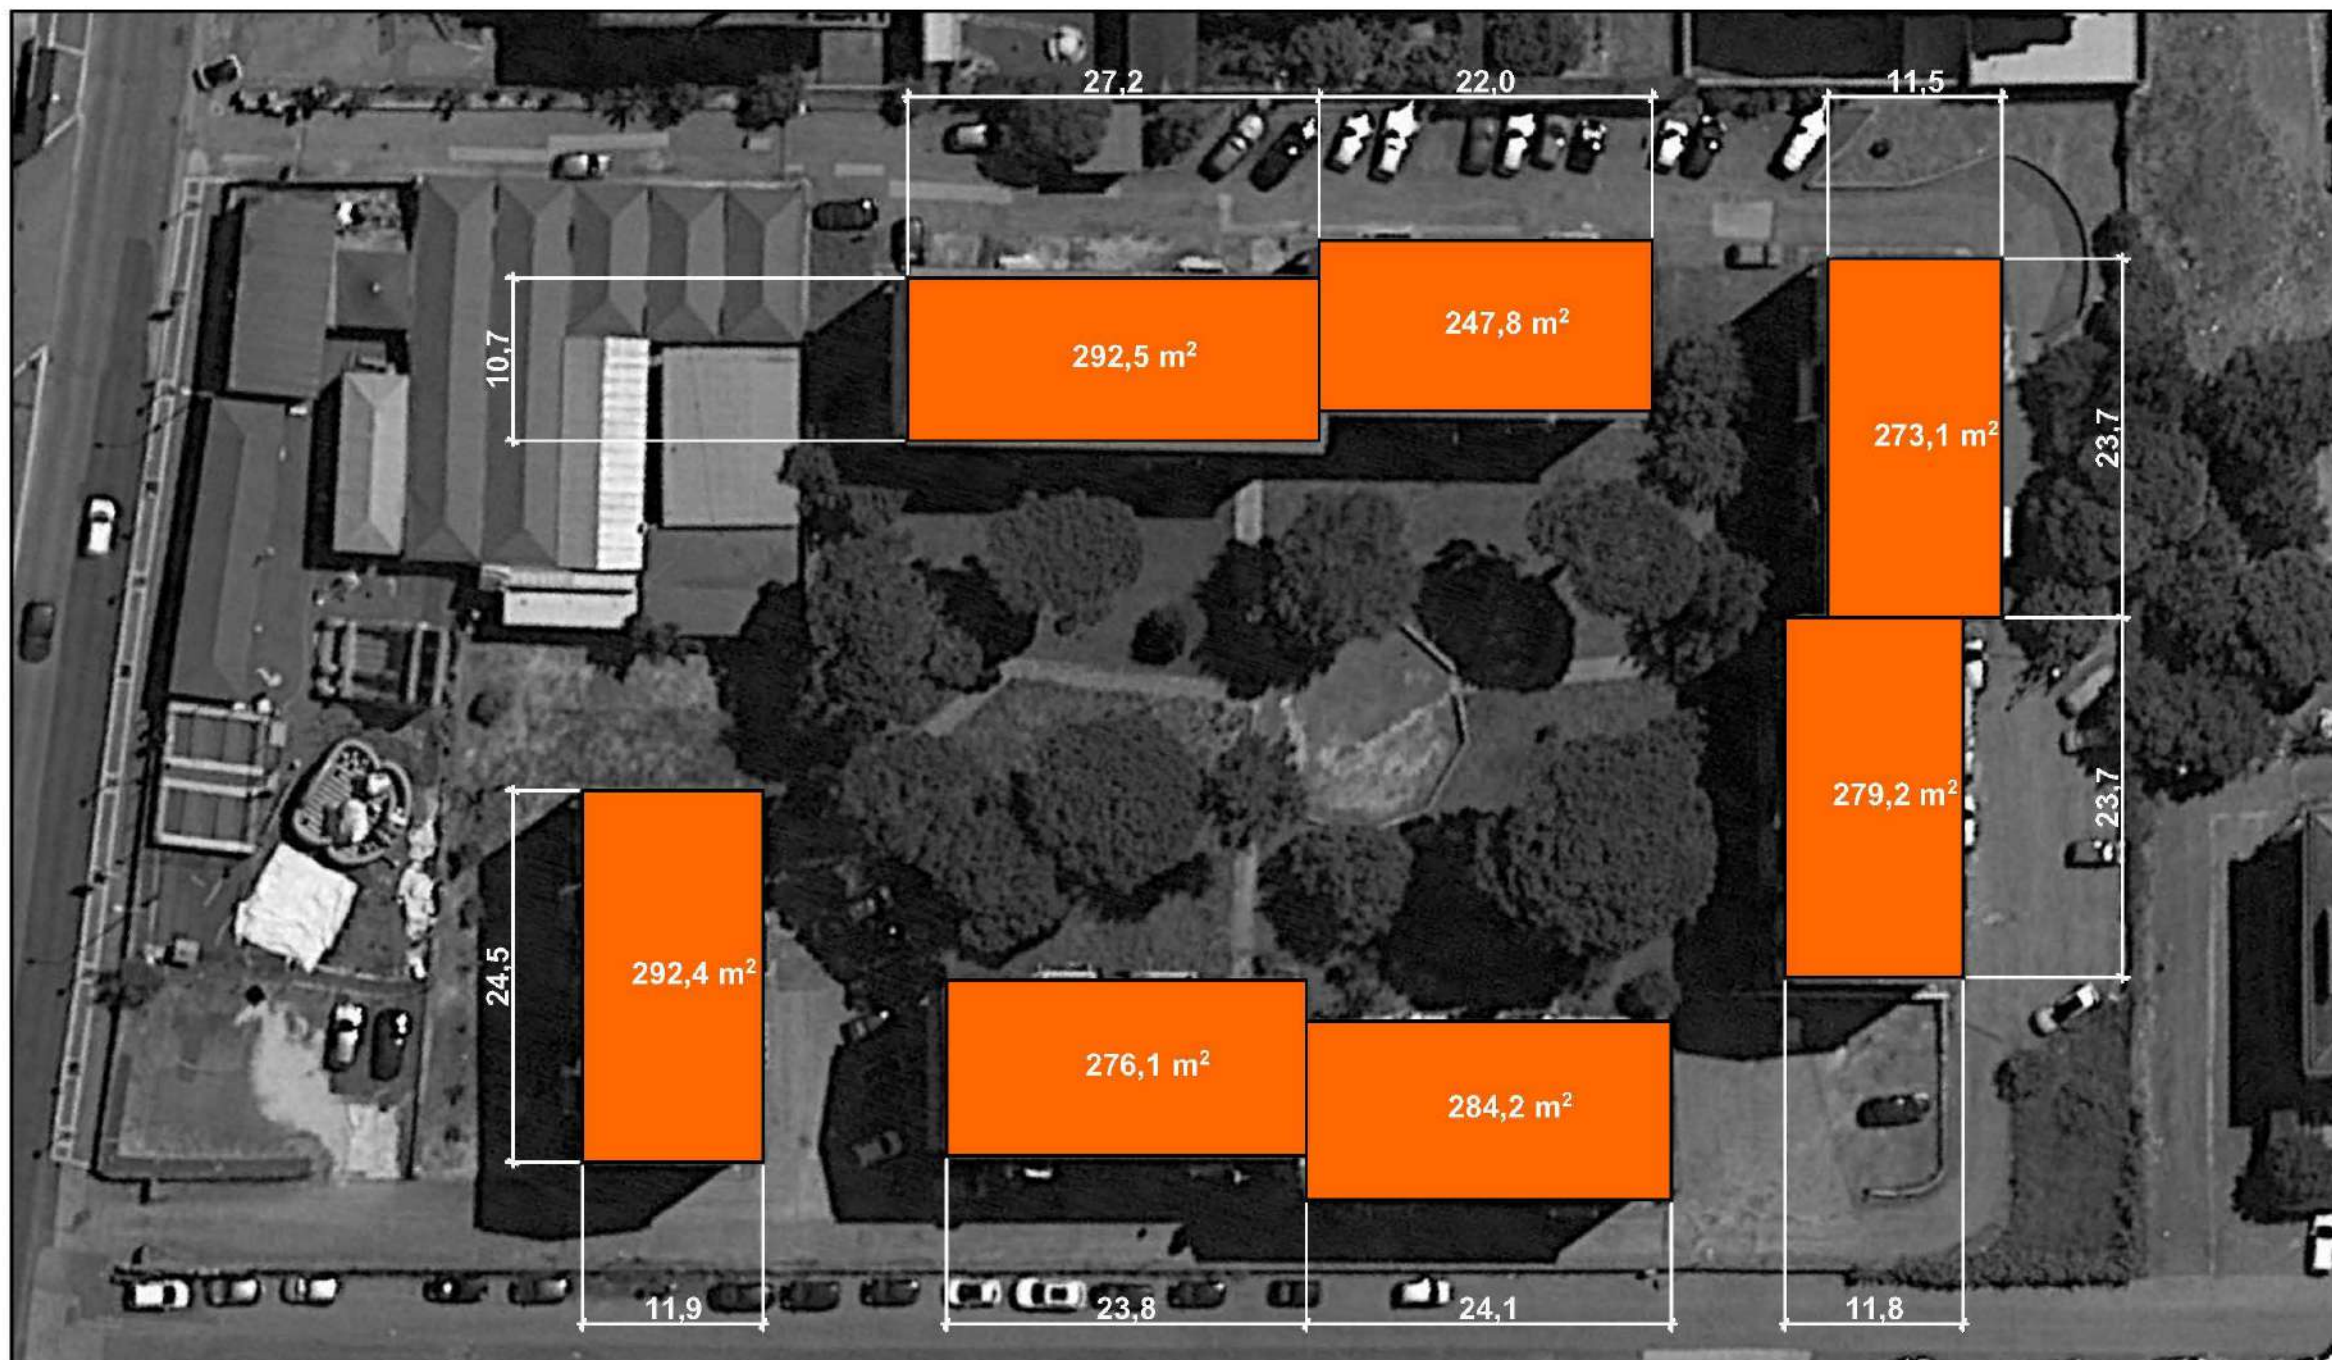 27,2
22,0
11,5
10,7
292,5 m²
247,8 m²
273,1 m²
23,7
279,2 m²
23,7
24,5
292,4 m²
276,1 m²
284,2 m²
11,9
23,8
24,1
11,8